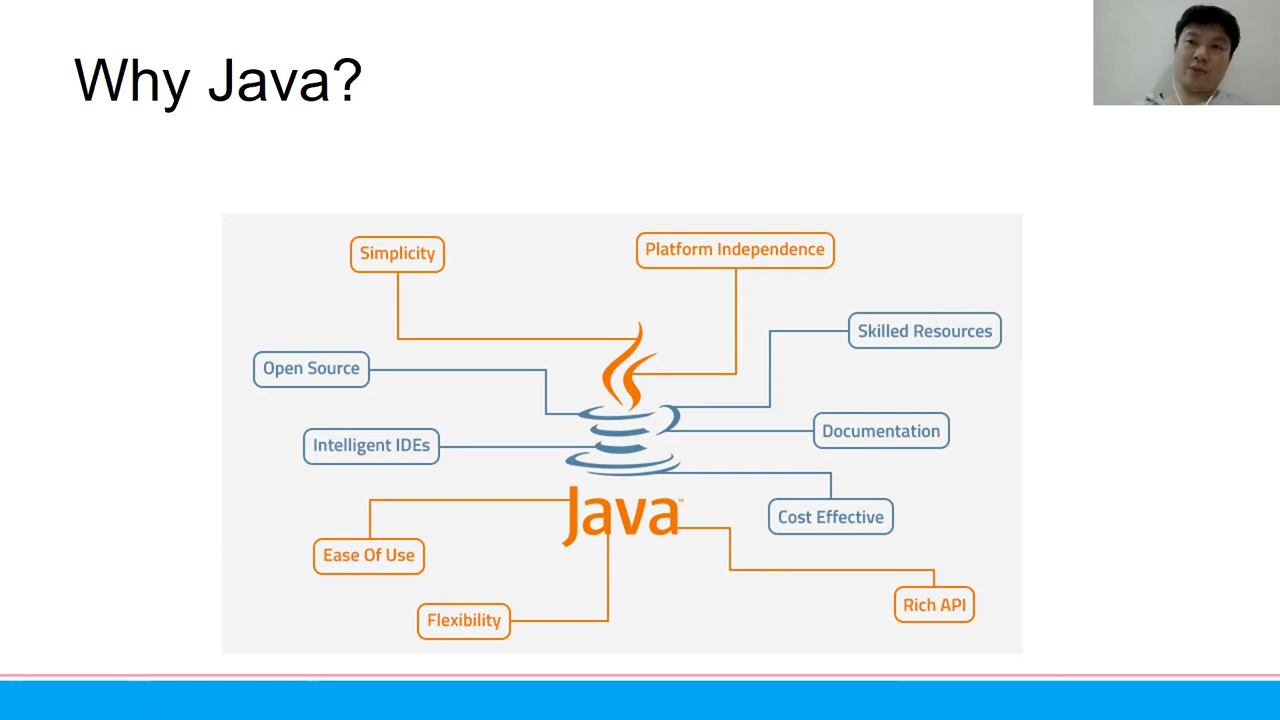 Why Java?
Simplicity
Platform Independence
Skilled Resources
Open Source
Documentation
Intelligent IDEs
Java™
Cost Effective
Ease Of Use
Rich API
Flexibility